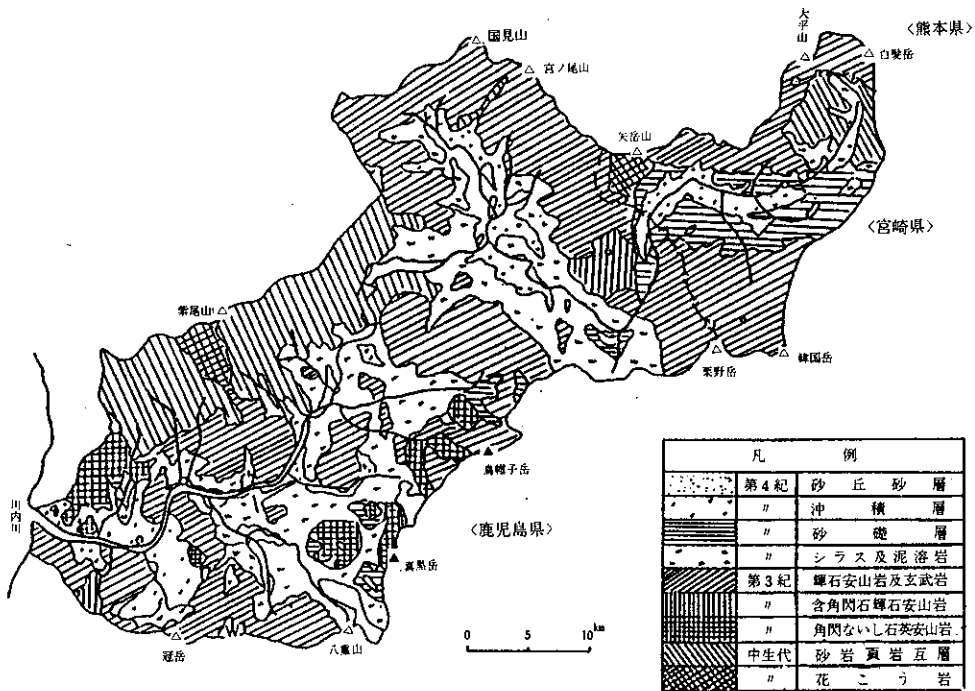 大平山
〈熊本県〉
国見山
白髪岳
宮ノ尾山
矢岳山
〈宮崎県〉
紫尾山
栗野岳
韓国岳
烏帽子岳
川内川
〈鹿児島県〉
真黒岳
冠岳
八重山
0 5 10km
凡例
第4紀 砂丘砂層
〃 沖積層
〃 砂礫層
〃 シラス及泥溶岩
第3紀 輝石安山岩及玄武岩
〃 含角閃石輝石安山岩
〃 角閃ないし石英安山岩
中生代 砂岩頁岩互層
〃 花こう岩